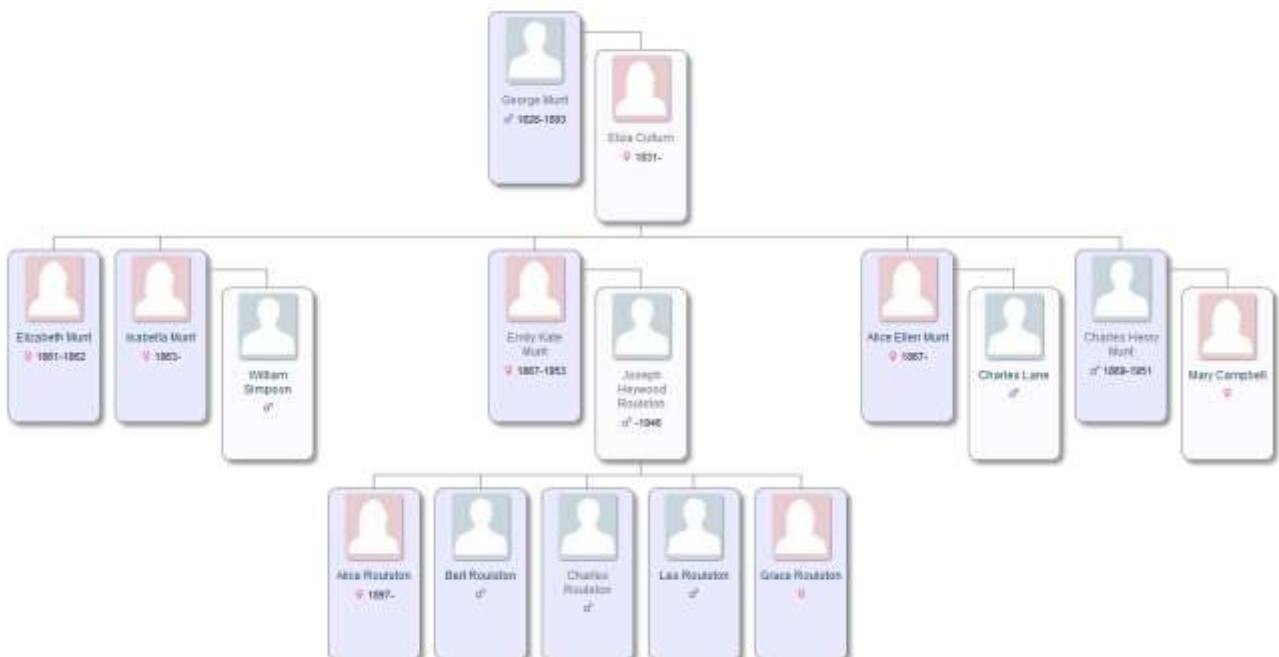 George Munt
♂ 1828-1893
Eliza Cullum
♀ 1831-
Elizabeth Munt
♀ 1861-1862
Isabella Munt
♀ 1863-
William
Simpson
♂
Emily Kate
Munt
♀ 1867-1953
Joseph
Heywood
Roulston
♂ -1946
Alice Ellen Munt
♀ 1867-
Charles Lane
♂
Charles Henry
Munt
♂ 1869-1951
Mary Campbell
♀
Alice Roulston
♀ 1897-
Bert Roulston
♂
Charles
Roulston
♂
Roulston
♂
Grace Roulston
♀